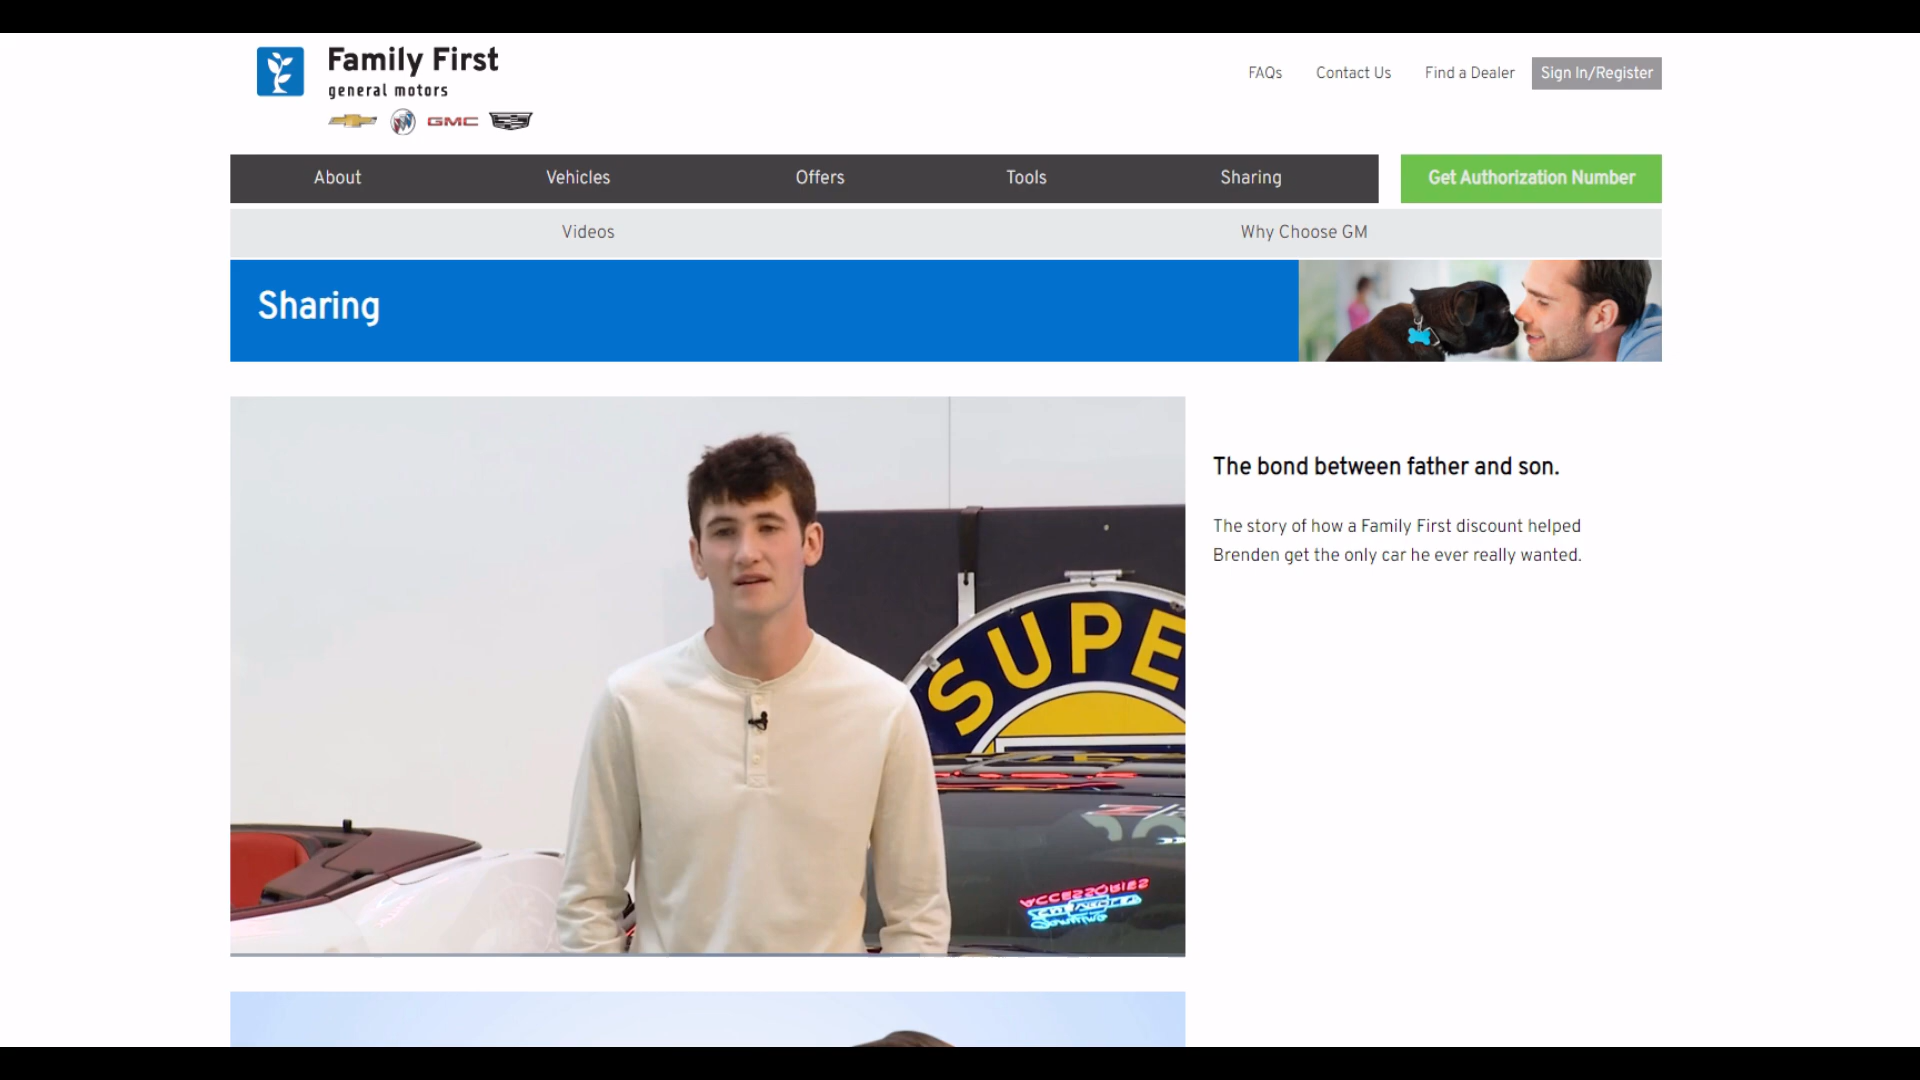 Family First
general motors
GMC
FAQs
Contact Us
Find a Dealer
Sign In/Register
About
Vehicles
Offers
Tools
Sharing
Get Authorization Number
Videos
Why Choose GM
Sharing
The bond between father and son.
The story of how a Family First discount helped
Brenden get the only car he ever really wanted.
SUPE
ACCESSORIES